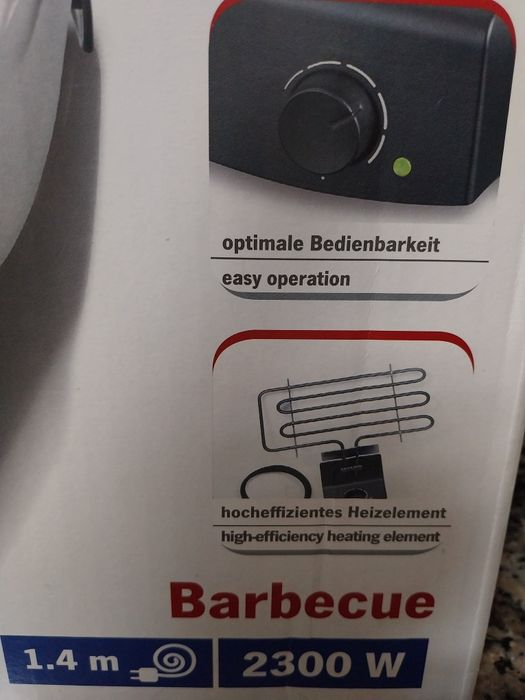 optimale Bedienbarkeit
easy operation
hocheffizientes Heizelement
high-efficiency heating element
Barbecue
1.4 m
2300 W